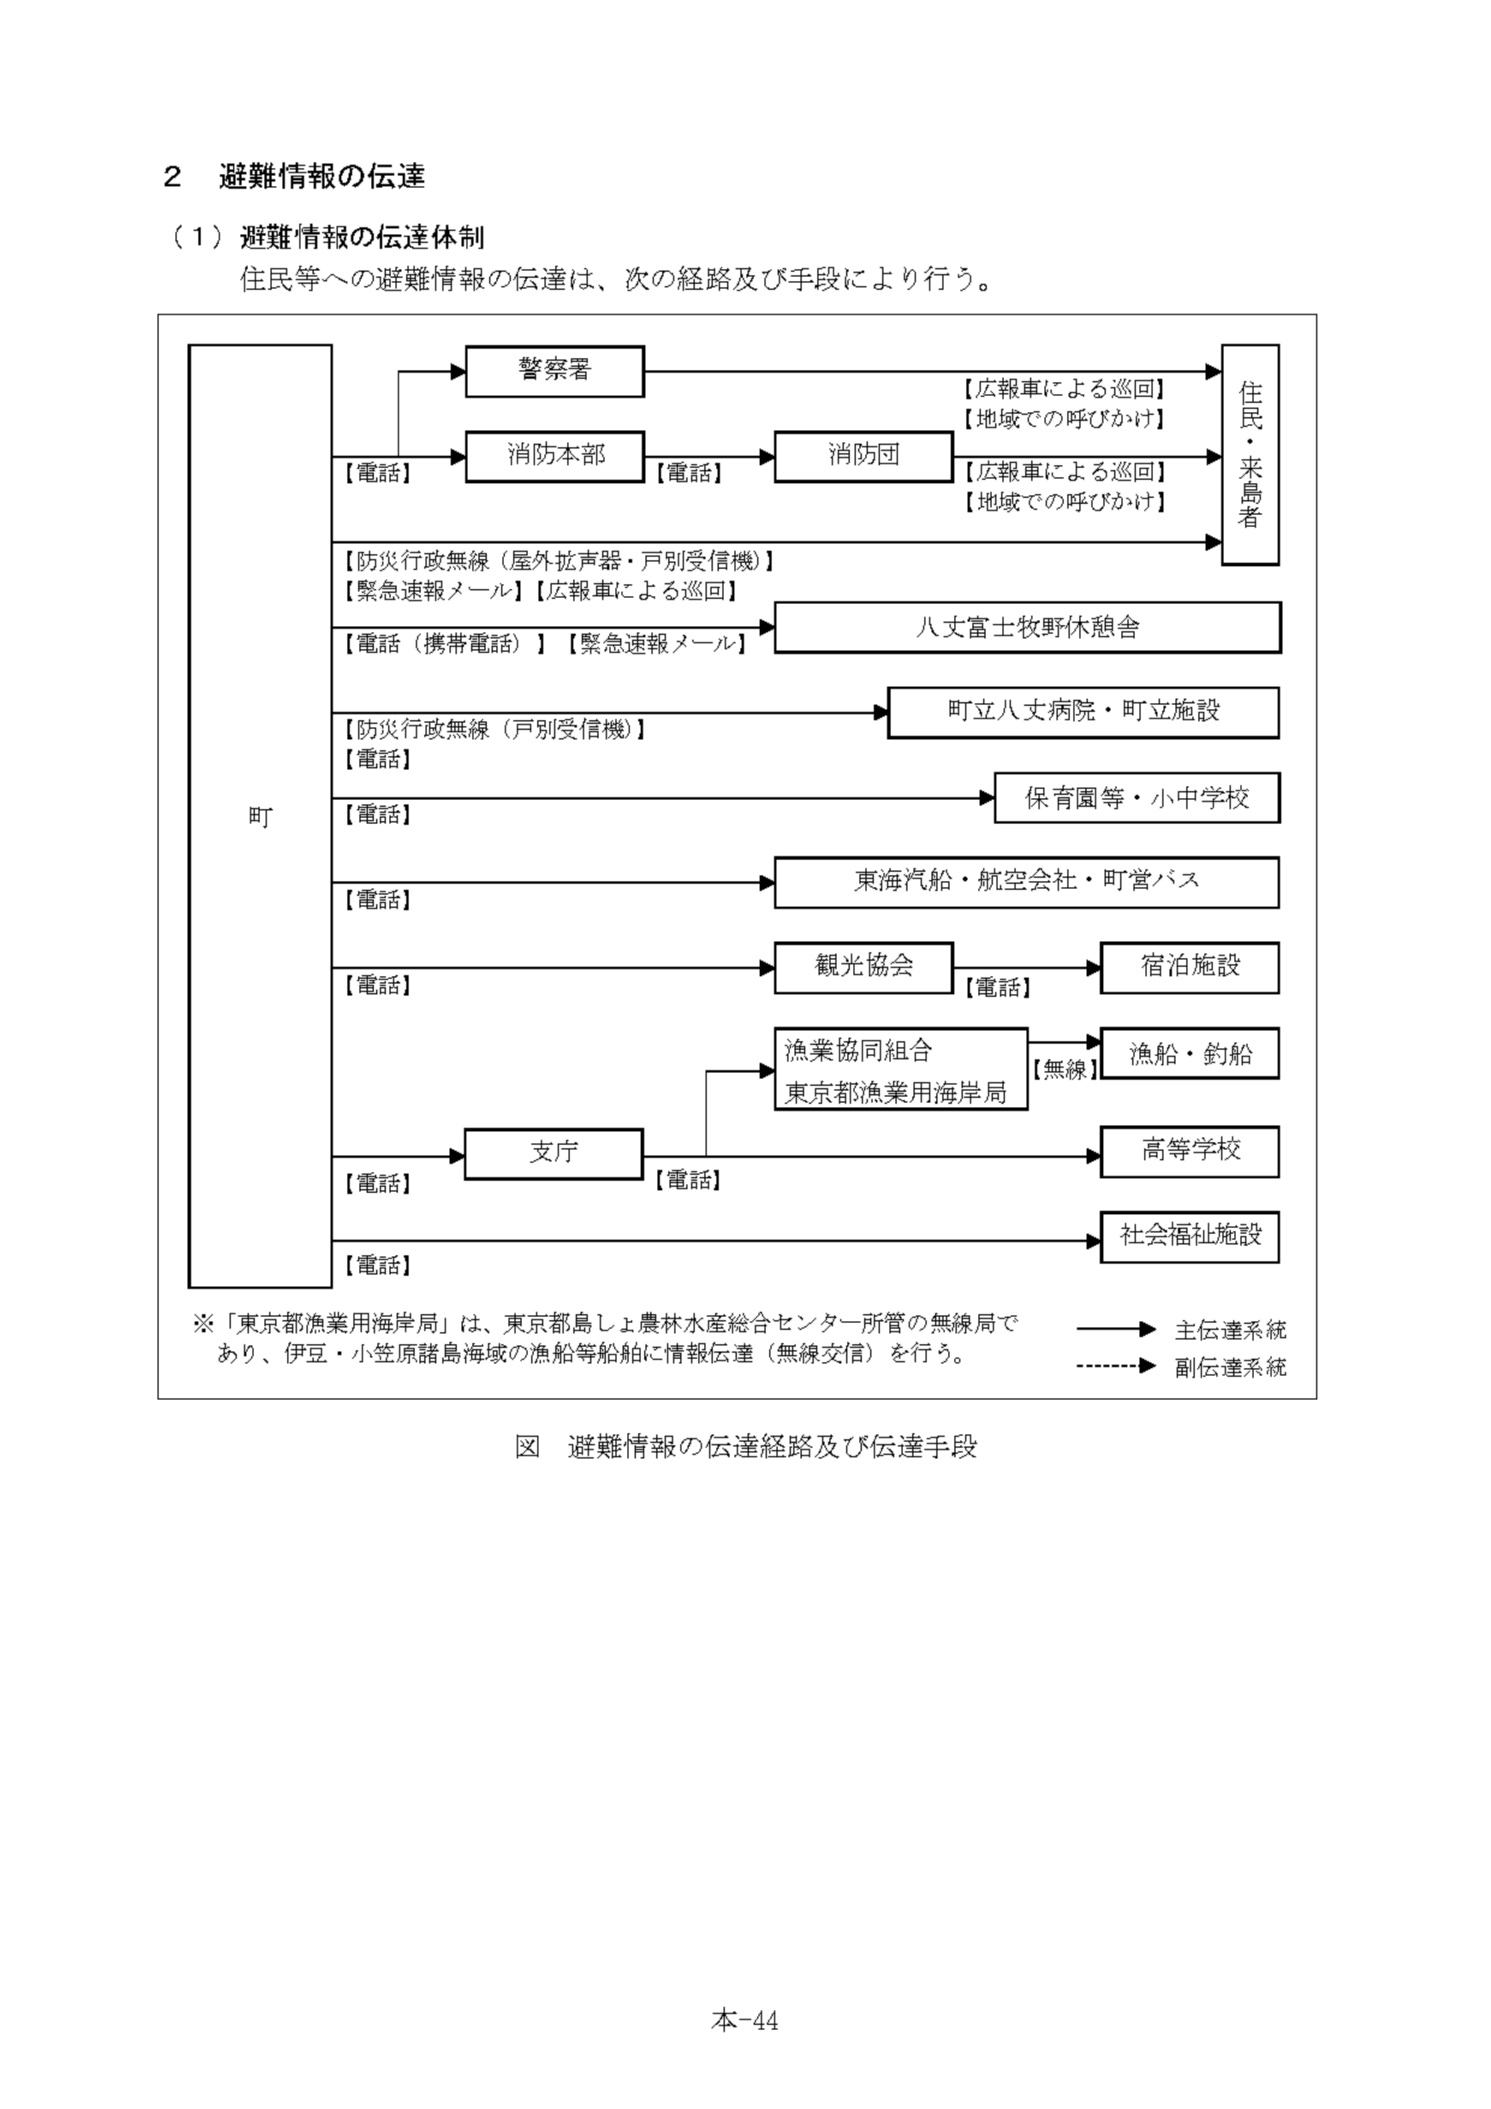 2　避難情報の伝達
（1）避難情報の伝達体制
住民等への避難情報の伝達は、次の経路及び手段により行う。
町
警察署
【広報車による巡回】
【地域での呼びかけ】
住民・来島者
【電話】
消防本部
【電話】
消防団
【広報車による巡回】
【地域での呼びかけ】
【防災行政無線（屋外拡声器・戸別受信機）】
【緊急速報メール】【広報車による巡回】
【電話（携帯電話）】【緊急速報メール】
八丈富士牧野休憩舎
【防災行政無線（戸別受信機）】
【電話】
町立八丈病院・町立施設
【電話】
保育園等・小中学校
【電話】
東海汽船・航空会社・町営バス
【電話】
観光協会
【電話】
宿泊施設
漁業協同組合
東京都漁業用海岸局
【無線】
漁船・釣船
【電話】
支庁
【電話】
高等学校
【電話】
社会福祉施設
※「東京都漁業用海岸局」は、東京都島しょ農林水産総合センター所管の無線局で
あり、伊豆・小笠原諸島海域の漁船等船舶に情報伝達（無線交信）を行う。
主伝達系統
副伝達系統
図　避難情報の伝達経路及び伝達手段
本-44